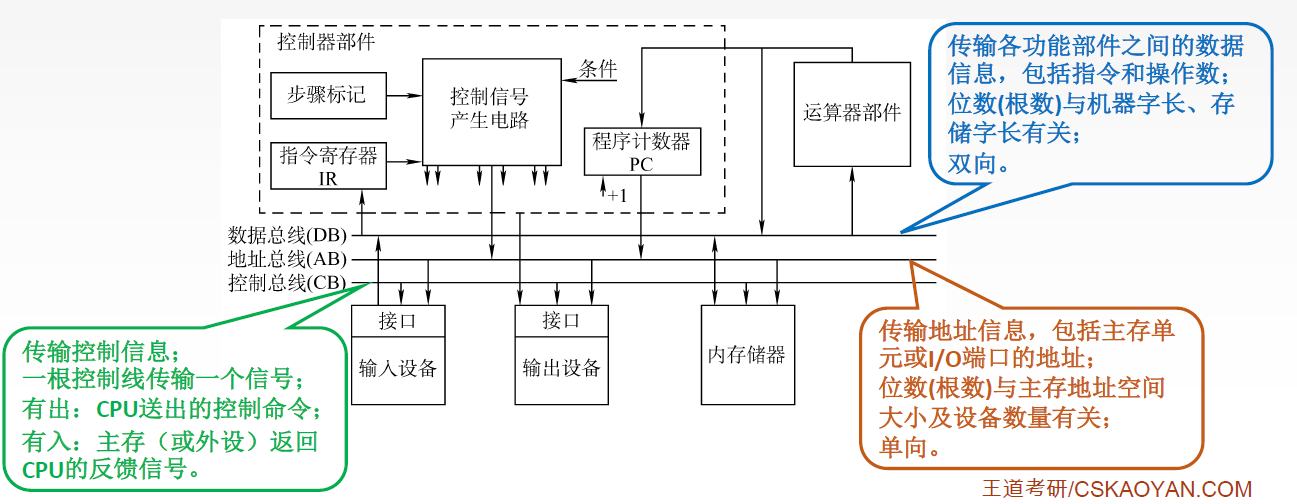 控制器部件
步骤标记
指令寄存器
IR
控制信号
产生电路
条件
程序计数器
PC
+1
运算器部件
传输各功能部件之间的数据
信息，包括指令和操作数；
位数(根数)与机器字长、存
储字长有关；
双向。
数据总线(DB)
地址总线(AB)
控制总线(CB)
接口
输入设备
接口
输出设备
内存储器
传输控制信息；
一根控制线传输一个信号；
有出：CPU送出的控制命令；
有入：主存（或外设）返回
CPU的反馈信号。
传输地址信息，包括主存单
元或I/O端口的地址；
位数(根数)与主存地址空间
大小及设备数量有关；
单向。
王道考研/CSKAOYAN.COM